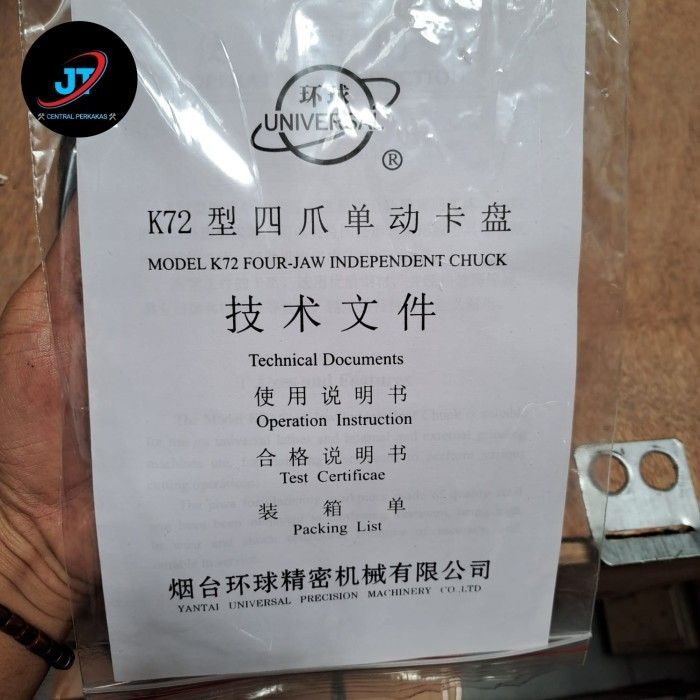 JT
CENTRAL PERKAKAS
环球
UNIVERSAL
®
K72 型 四 爪 单 动 卡 盘
MODEL K72 FOUR-JAW INDEPENDENT CHUCK
技 术 文 件
Technical Documents
使 用 说 明 书
Operation Instruction
合 格 说 明 书
Test Certificae
装 箱 单
Packing List
烟台环球精密机械有限公司
YANTAI UNIVERSAL PRECISION MACHINERY CO.,LTD